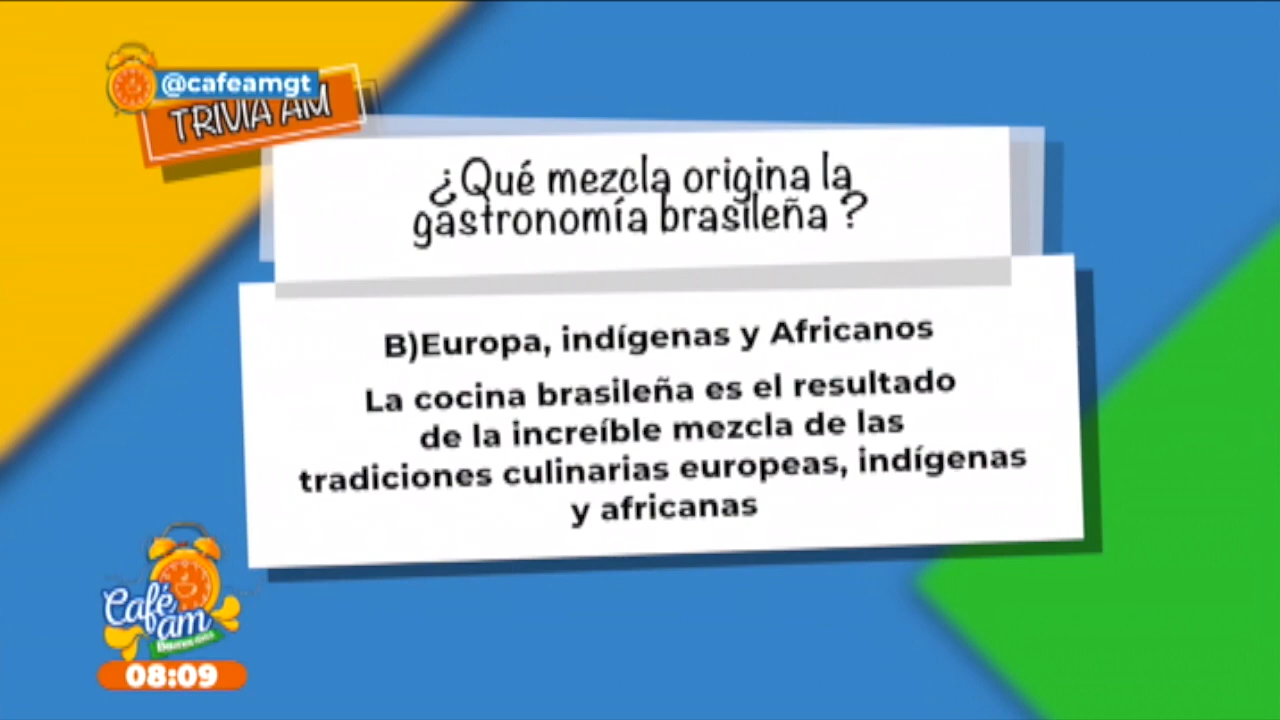 @cafeamgt
TRIVIA AM
¿Qué mezcla origina la
gastronomía brasileña ?
B)Europa, indígenas y Africanos
La cocina brasileña es el resultado
de la increíble mezcla de las
tradiciones culinarias europeas, indígenas
y africanas
Café
am
08:09